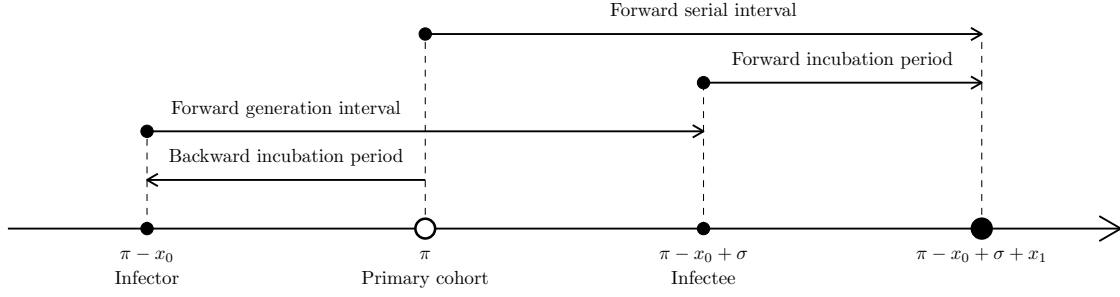 Forward serial interval
Forward incubation period
Forward generation interval
Backward incubation period
π − x₀
π
π − x₀ + σ
π − x₀ + σ + x₁
Infector
Primary cohort
Infectee